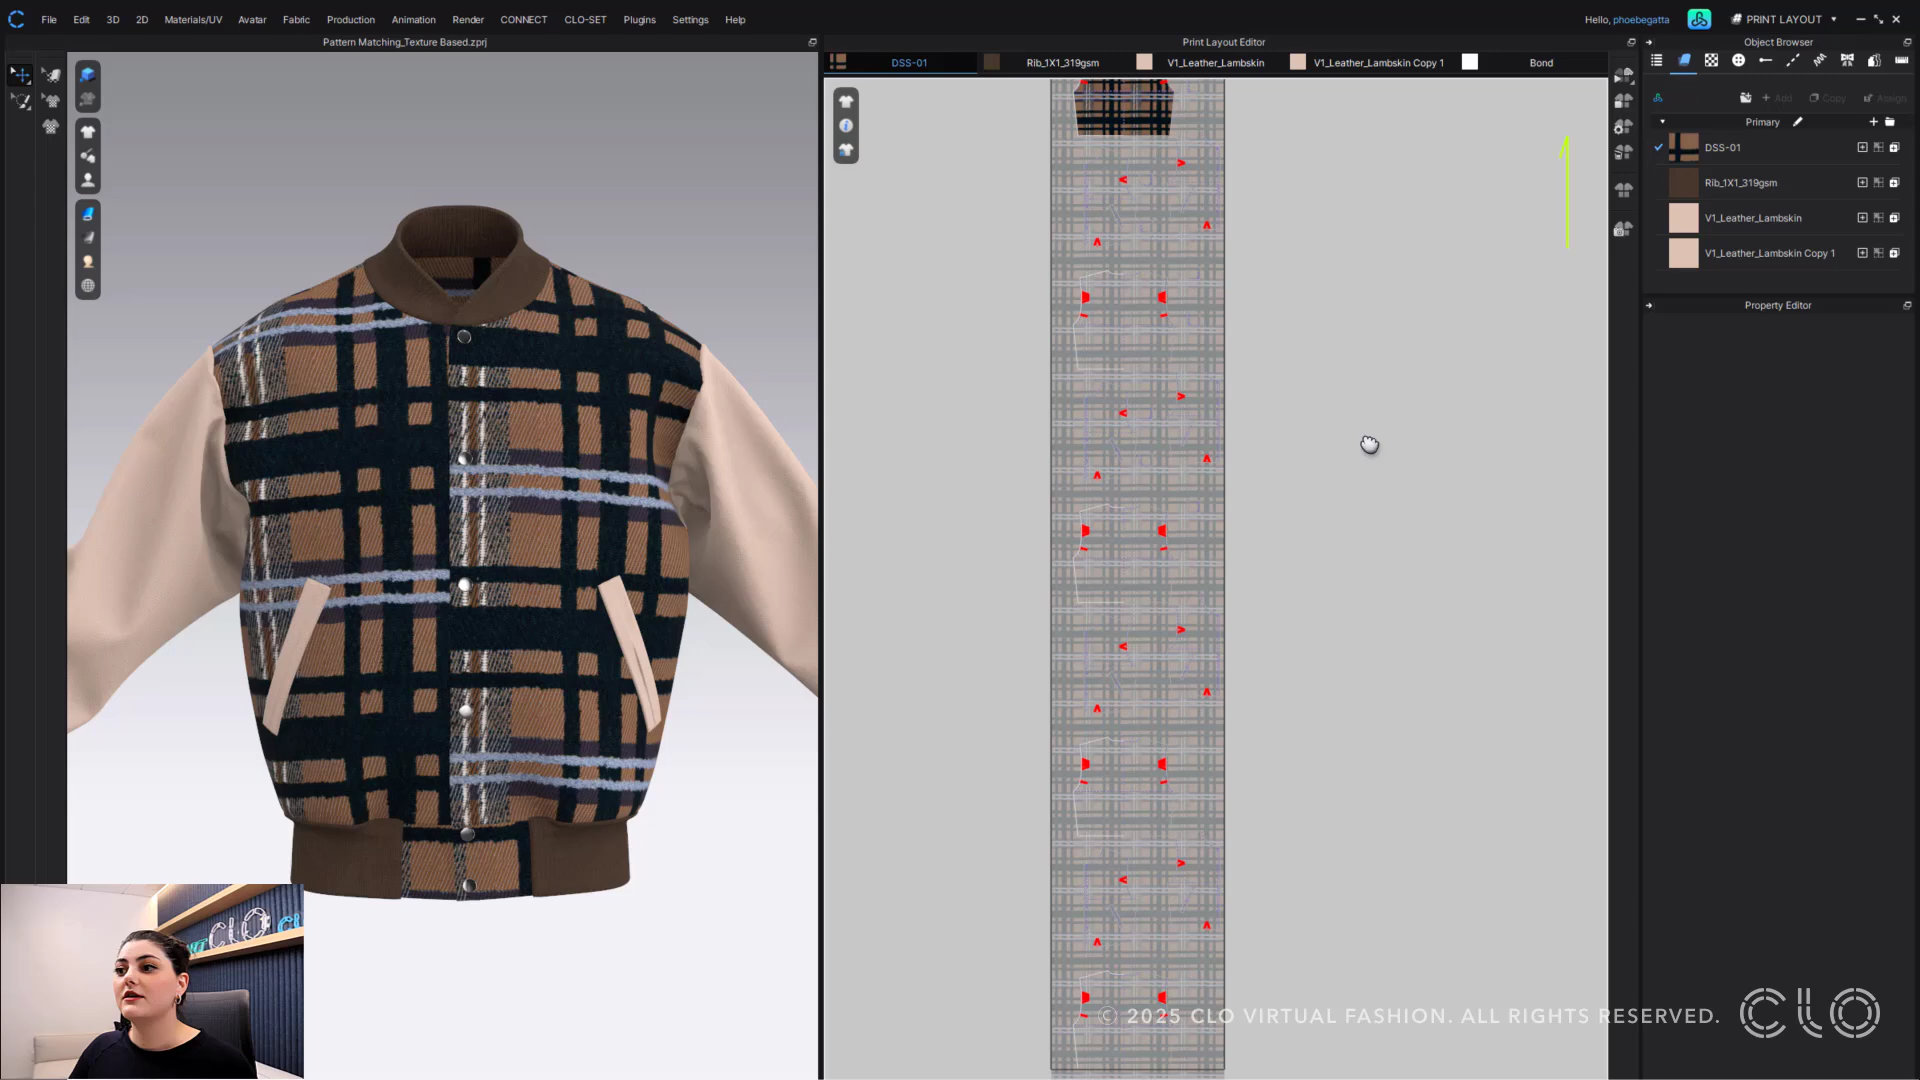 File Edit 3D 2D Materials/UV Avatar Fabric Production Animation Render CONNECT CLO-SET Plugins Settings Help
Hello, phoebegatta
PRINT LAYOUT
Pattern Matching_Texture Based.zprj
Print Layout Editor
Object Browser
DSS-01
Rib_1X1_319gsm
V1_Leather_Lambskin
V1_Leather_Lambskin Copy 1
Bond
Add
Copy
Assign
Primary
DSS-01
Rib_1X1_319gsm
V1_Leather_Lambskin
V1_Leather_Lambskin Copy 1
Property Editor
CLO
© 2025 CLO VIRTUAL FASHION. ALL RIGHTS RESERVED.
CLO